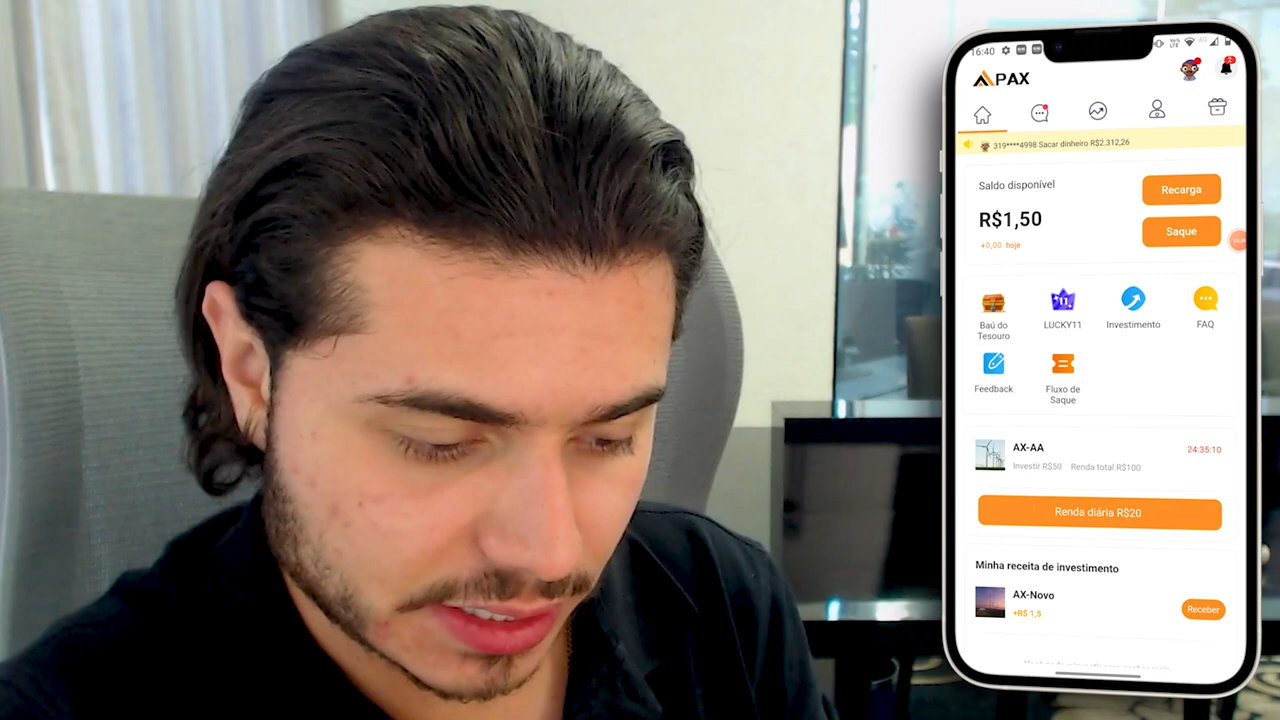 16:40
APAX
2
319****4998 Sacar dinheiro R$2.312,26
Saldo disponível
Recarga
R$1,50
Saque
+0,00 hoje
Baú do
Tesouro
LUCKY11
Investimento
FAQ
Feedback
Fluxo de
Saque
AX-AA
24:35:10
Investir R$50 Renda total R$100
Renda diária R$20
Minha receita de investimento
AX-Novo
+R$ 1,5
Receber